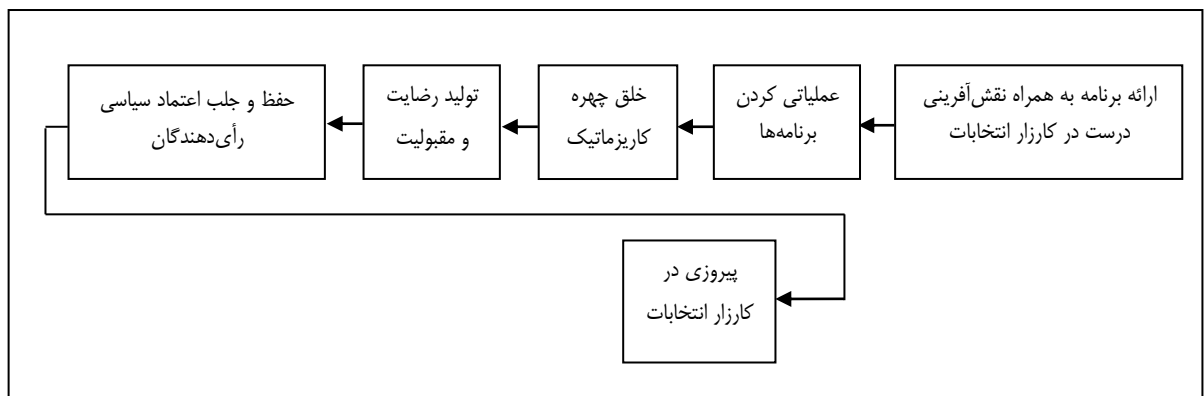 ارائه برنامه به همراه نقش‌آفرینی
درست در کارزار انتخابات
عملیاتی کردن
برنامه‌ها
خلق چهره
کاریزماتیک
تولید رضایت
و مقبولیت
حفظ و جلب اعتماد سیاسی
رأی‌دهندگان
پیروزی در
کارزار انتخابات